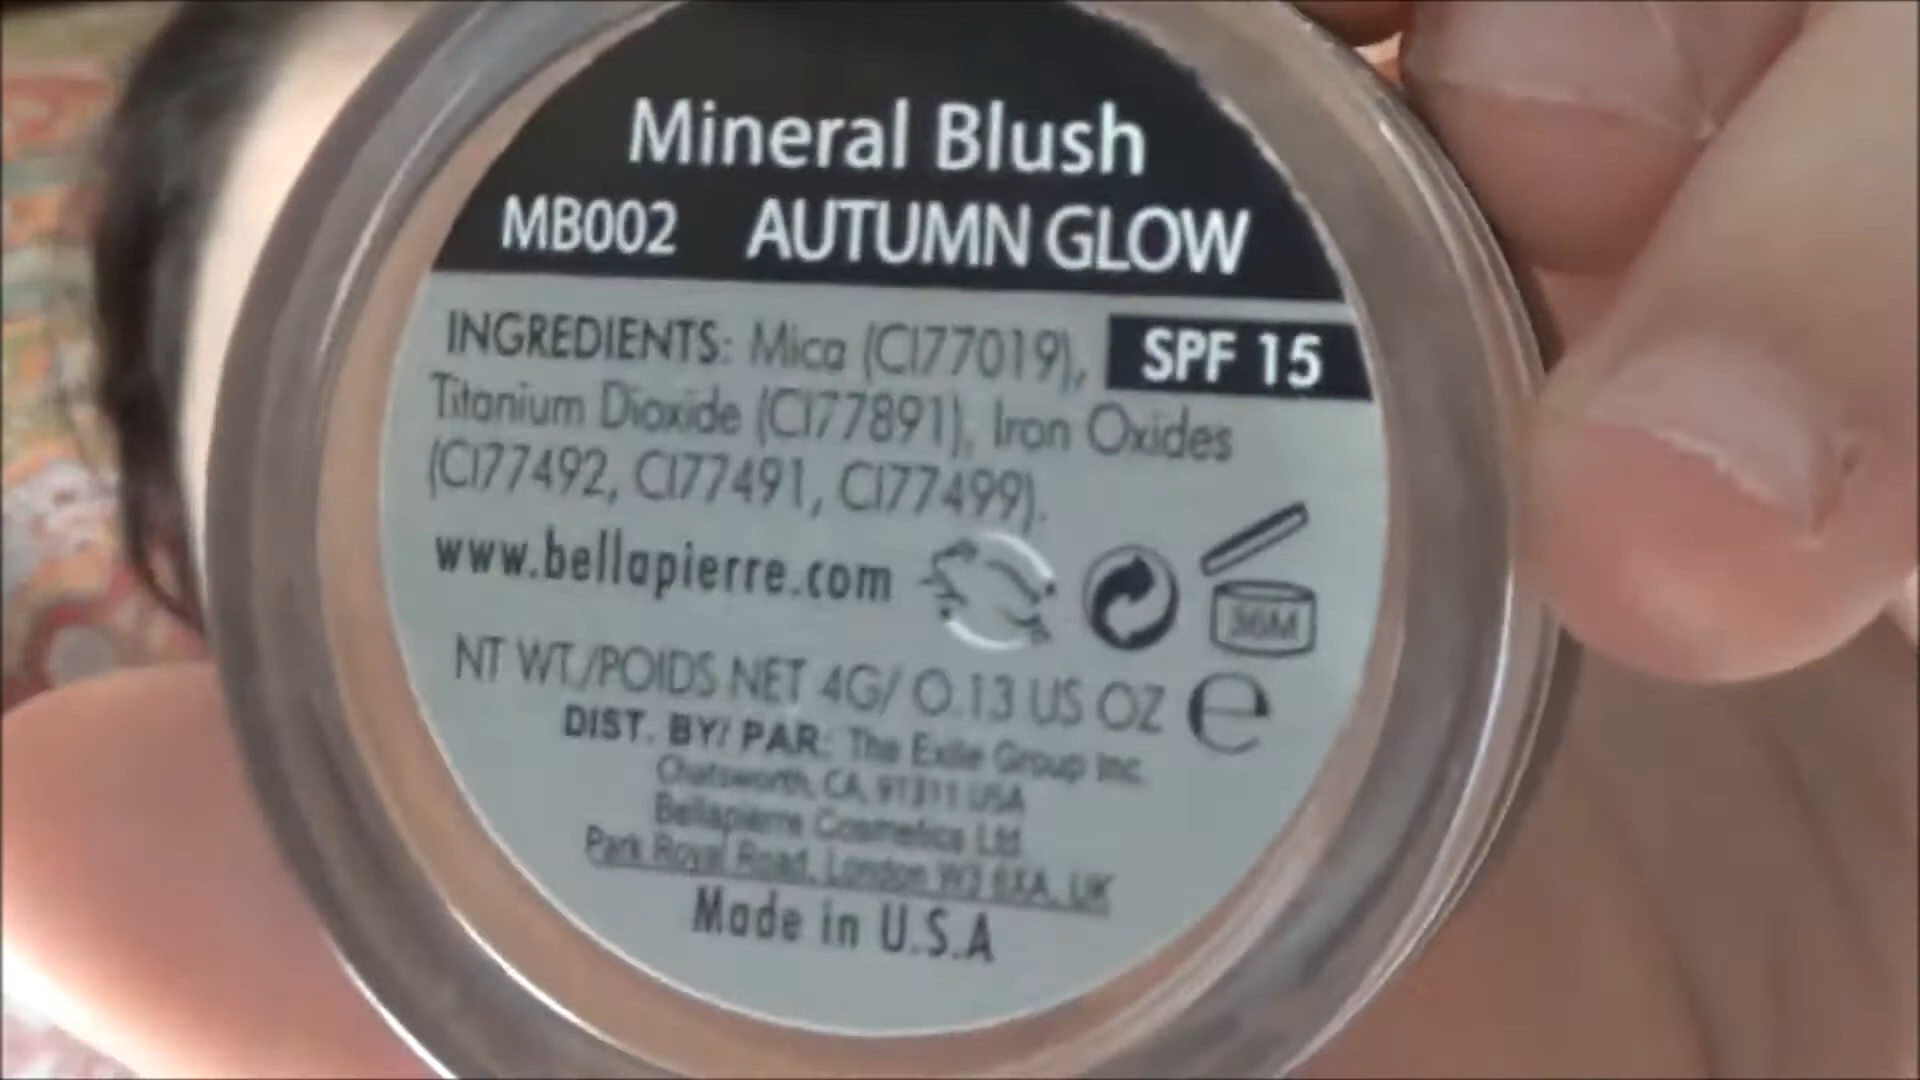 Mineral Blush
MB002 AUTUMN GLOW
INGREDIENTS: Mica (CI77019), SPF 15
Titanium Dioxide (CI77891), Iron Oxides
(CI77492, CI77491, CI77499).
www.bellapierre.com
36M
NT WT./POIDS NET 4G/ 0.13 US OZ e
DIST. BY/ PAR: The Exile Group Inc.
Chatsworth, CA, 91311 USA
Bellapierre Cosmetics Ltd.
Park Royal Road, London W3 6XA, UK
Made in U.S.A